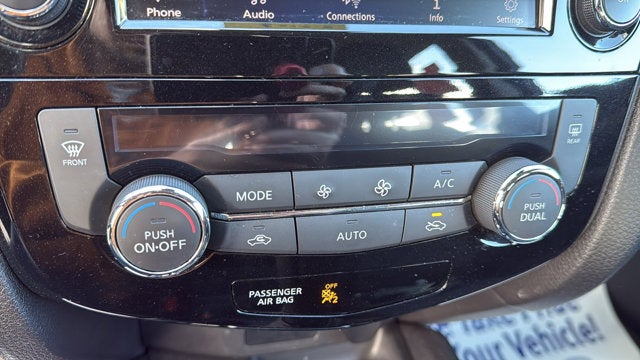 Phone Audio Connections Info Settings
FRONT
REAR
MODE
A/C
PUSH
ON·OFF
AUTO
PUSH
DUAL
PASSENGER
AIR BAG
OFF
2
Your Vehicle!